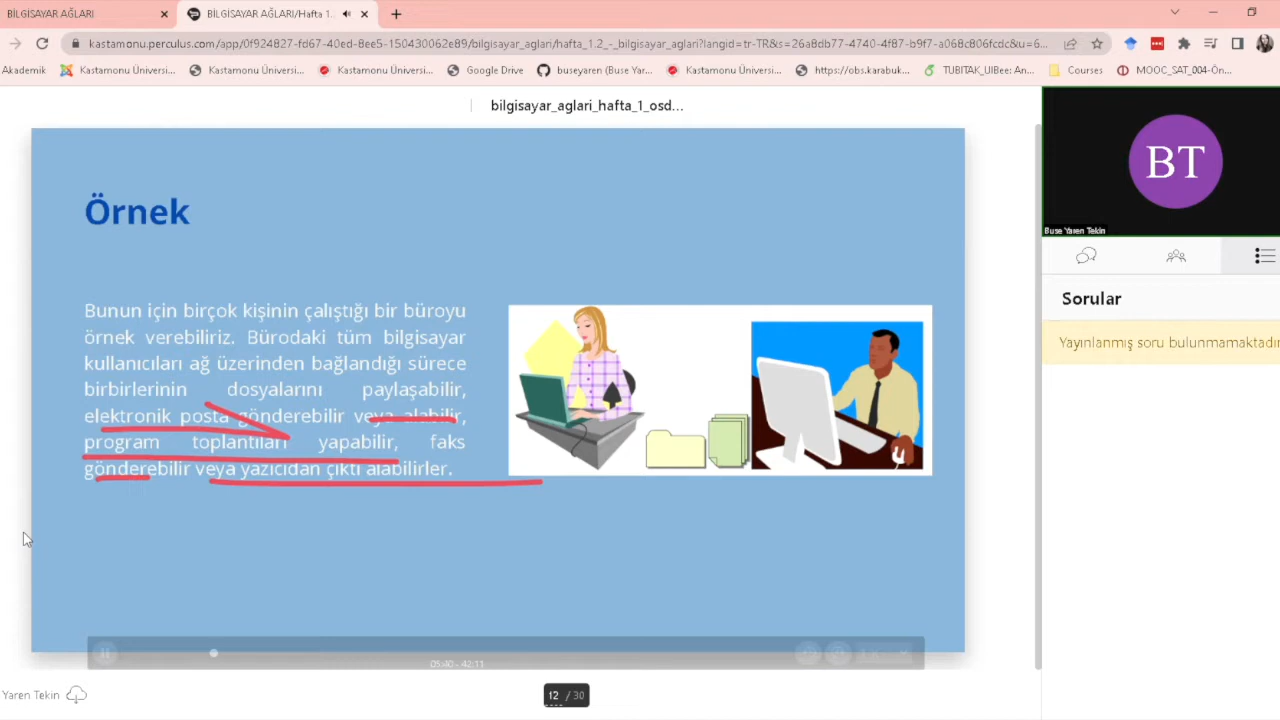 BİLGİSAYAR AĞLARI
BİLGİSAYAR AĞLARI/Hafta 1.
kastamonu.perculus.com/app/0f924827-fd67-40ed-8ee5-150430062e89/bilgisayar_aglari/hafta_1.2_-_bilgisayar_aglari?langid=tr-TR&s=26a8db77-4740-4f87-b9f7-a068c806fcdc&u=6...
Akademik
Kastamonu Üniversi...
Kastamonu Üniversi...
Kastamonu Üniversi...
Google Drive
buseyaren (Buse Yar...
Kastamonu Üniversi...
https://obs.karabuk...
TUBITAK_UIBee: An...
Courses
MOOC_SAT_004-Ön...
bilgisayar_aglari_hafta_1_osd...
Örnek
Bunun için birçok kişinin çalıştığı bir büroyu
örnek verebiliriz. Bürodaki tüm bilgisayar
kullanıcıları ağ üzerinden bağlandığı sürece
birbirlerinin dosyalarını paylaşabilir,
elektronik posta gönderebilir veya alabilir,
program toplantıları yapabilir, faks
gönderebilir veya yazıcıdan çıktı alabilirler.
BT
Buse Yaren Tekin
Sorular
Yayınlanmış soru bulunmamaktadır
05:40 - 42:11
Yaren Tekin
12 / 30